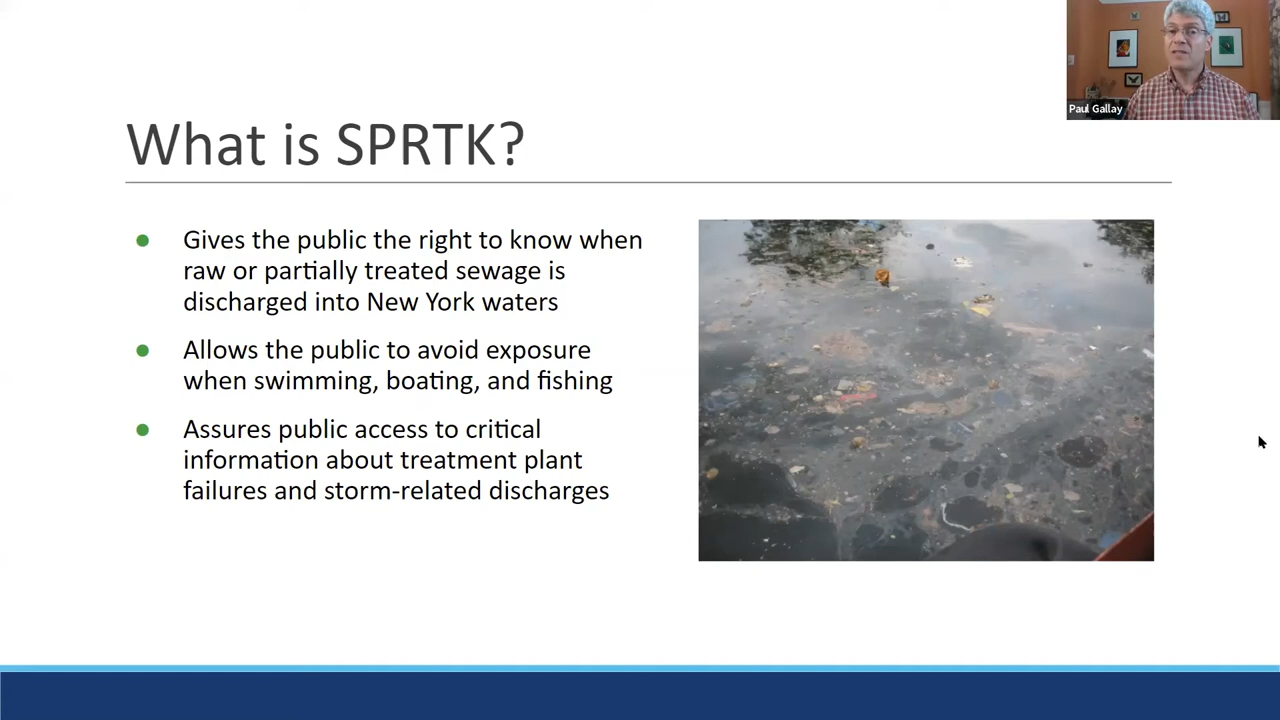 Paul Gallay
What is SPRTK?
Gives the public the right to know when
raw or partially treated sewage is
discharged into New York waters
Allows the public to avoid exposure
when swimming, boating, and fishing
Assures public access to critical
information about treatment plant
failures and storm-related discharges